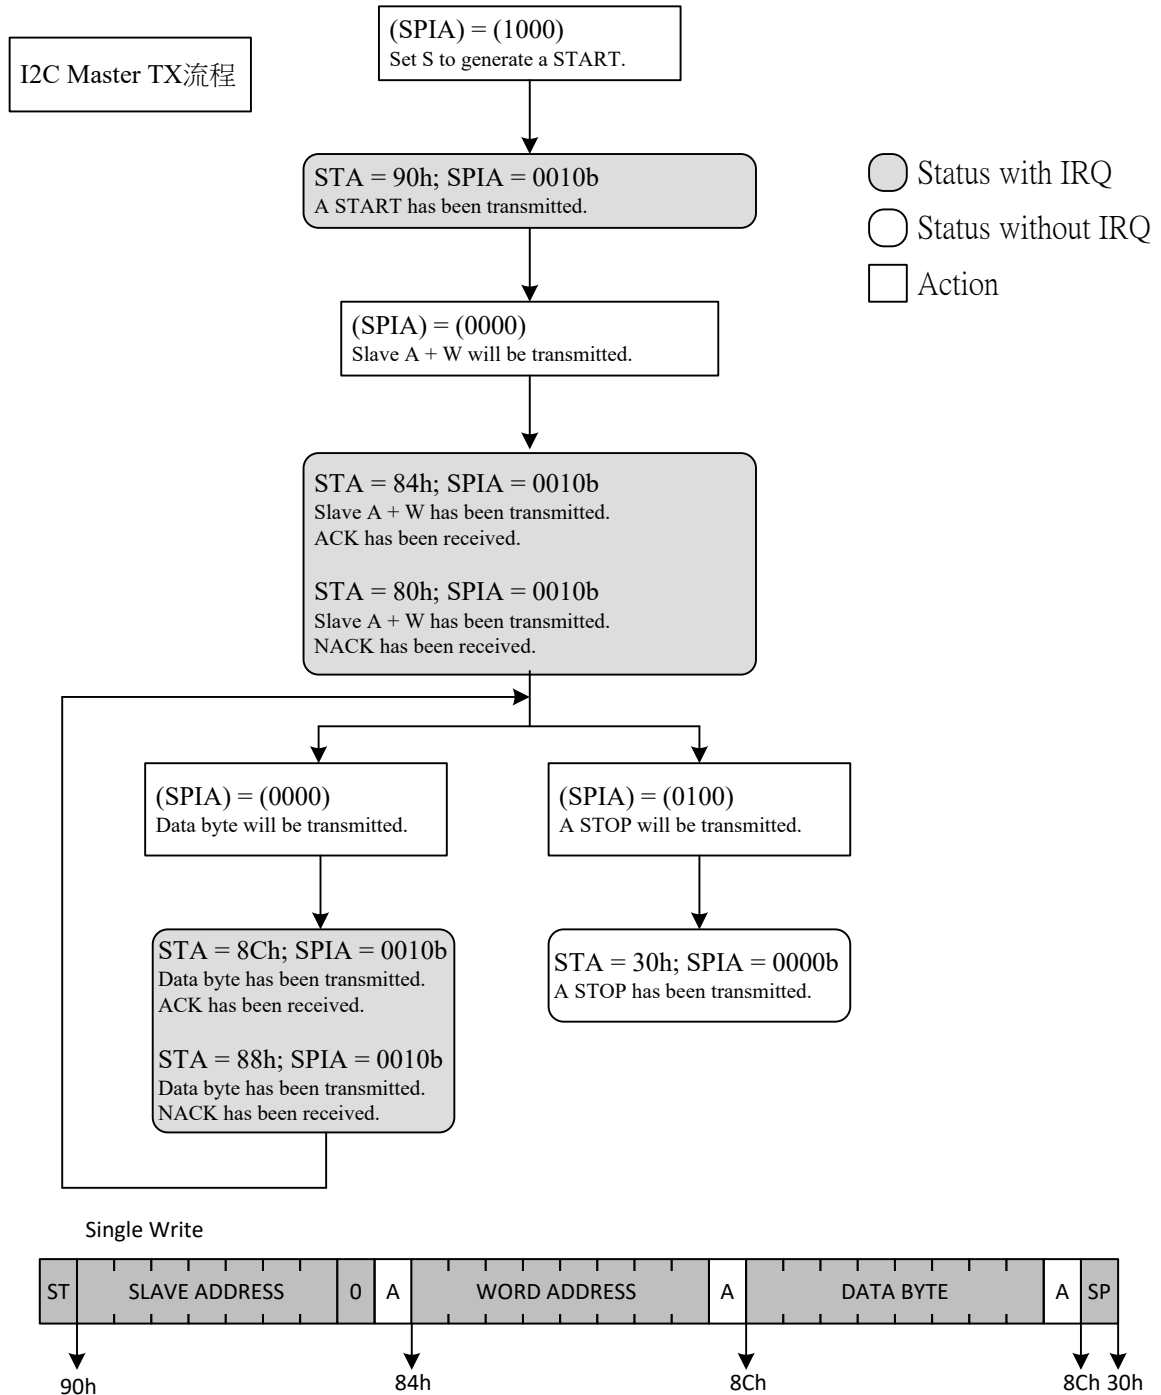 (SPIA) = (1000)
Set S to generate a START.
I2C Master TX流程
STA = 90h; SPIA = 0010b
A START has been transmitted.
Status with IRQ
Status without IRQ
Action
(SPIA) = (0000)
Slave A + W will be transmitted.
STA = 84h; SPIA = 0010b
Slave A + W has been transmitted.
ACK has been received.
STA = 80h; SPIA = 0010b
Slave A + W has been transmitted.
NACK has been received.
(SPIA) = (0000)
Data byte will be transmitted.
(SPIA) = (0100)
A STOP will be transmitted.
STA = 8Ch; SPIA = 0010b
Data byte has been transmitted.
ACK has been received.
STA = 88h; SPIA = 0010b
Data byte has been transmitted.
NACK has been received.
STA = 30h; SPIA = 0000b
A STOP has been transmitted.
Single Write
ST SLAVE ADDRESS 0 A WORD ADDRESS A DATA BYTE A SP
90h 84h 8Ch 8Ch 30h